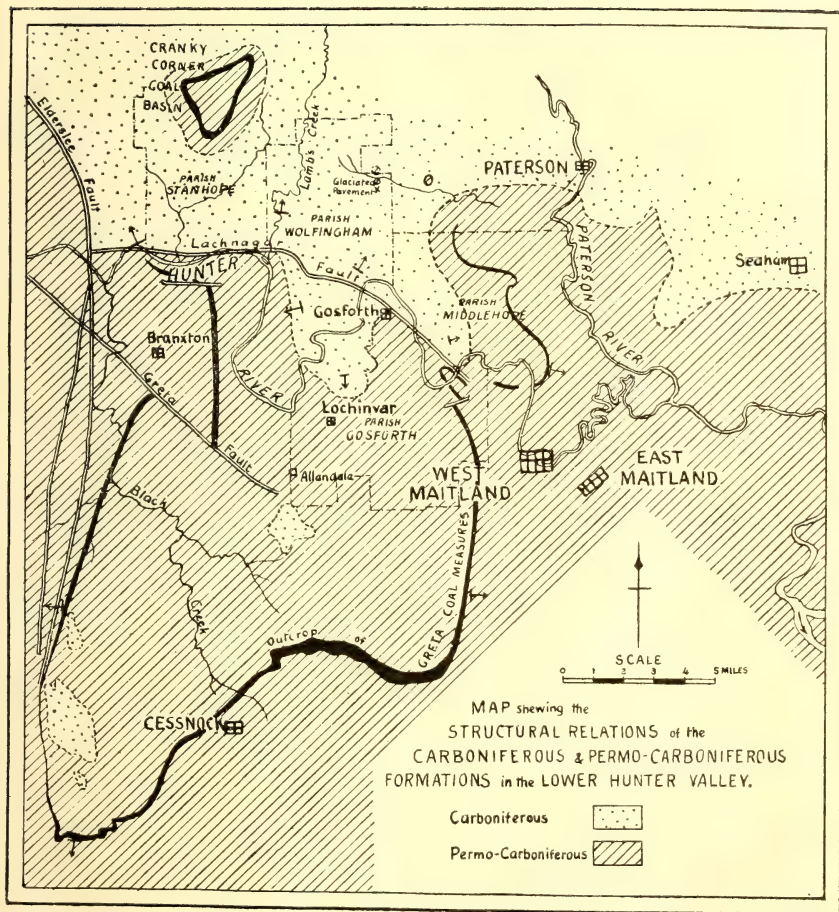 CRANKY
CORNER
COAL
BASIN
Elderslee
Fault
Lamb's Creek
PARISH
STANHOPE
Glaciated
Pavement
PARISH
WOLFINGHAM
PATERSON
PATERSON
RIVER
Seaham
Lachnagar
Fault
HUNTER
RIVER
Gosforth
PARISH
MIDDLEHOPE
Branxton
Greta
Fault
Lochinvar
PARISH
GOSFORTH
Allandale
WEST
MAITLAND
EAST
MAITLAND.
Black
Creek
Outcrop of
GRETA COAL MEASURES
CESSNOCK
SCALE
0 1 2 3 4 5 MILES
MAP shewing the
STRUCTURAL RELATIONS of the
CARBONIFEROUS & PERMO-CARBONIFEROUS
FORMATIONS in the LOWER HUNTER VALLEY.
Carboniferous
Permo-Carboniferous